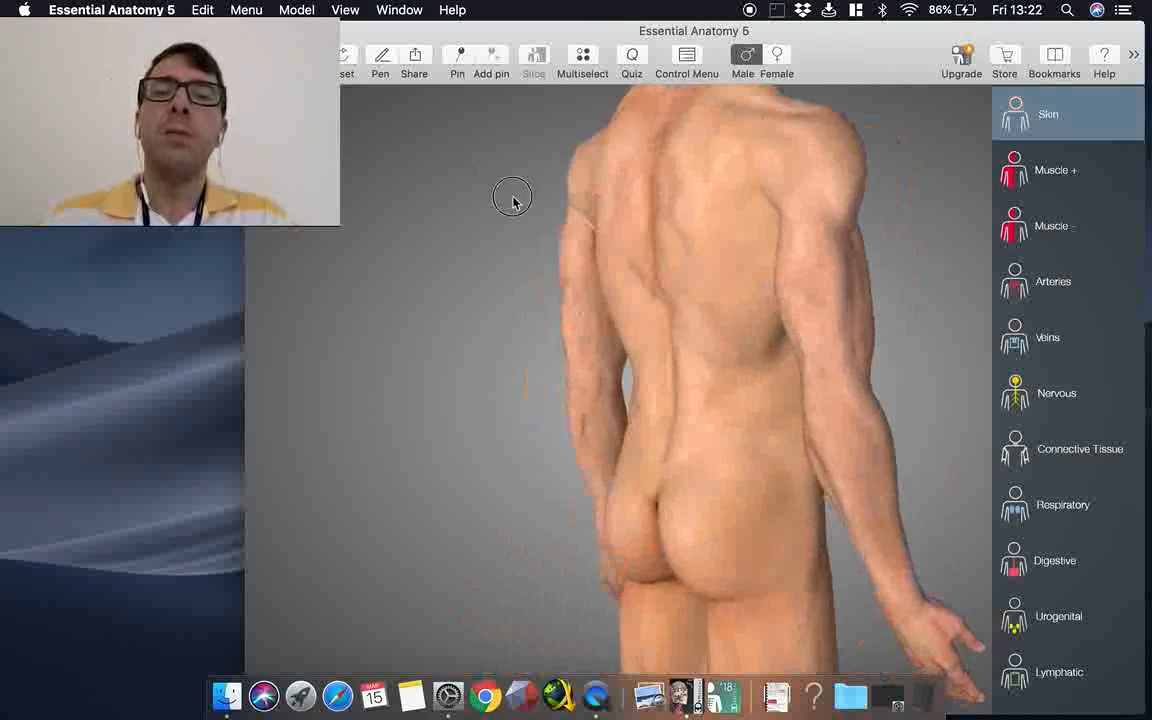 Essential Anatomy 5 Edit Menu Model View Window Help 86% Fri 13:22
Essential Anatomy 5
set Pen Share Pin Add pin Slice Multiselect Quiz Control Menu Male Female Upgrade Store Bookmarks Help
Skin
Muscle +
Muscle -
Arteries
Veins
Nervous
Connective Tissue
Respiratory
Digestive
Urogenital
Lymphatic
MAR
15
'18